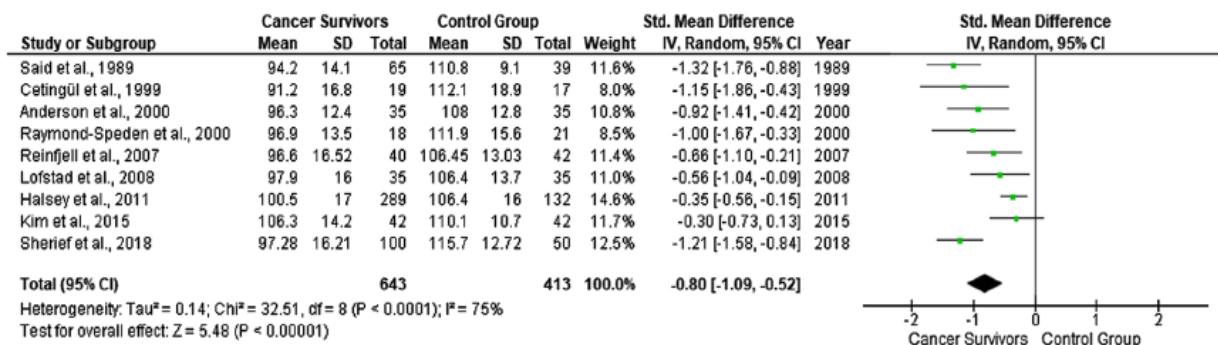 Cancer Survivors Control Group Std. Mean Difference Std. Mean Difference
Study or Subgroup Mean SD Total Mean SD Total Weight IV, Random, 95% CI Year IV, Random, 95% CI
Said et al., 1989 94.2 14.1 65 110.8 9.1 39 11.6% -1.32 [-1.76, -0.88] 1989
Cetingül et al., 1999 91.2 16.8 19 112.1 18.9 17 8.0% -1.15 [-1.86, -0.43] 1999
Anderson et al., 2000 96.3 12.4 35 108 12.8 35 10.8% -0.92 [-1.41, -0.42] 2000
Raymond-Speden et al., 2000 96.9 13.5 18 111.9 15.6 21 8.5% -1.00 [-1.67, -0.33] 2000
Reinfjell et al., 2007 96.6 16.52 40 106.45 13.03 42 11.4% -0.66 [-1.10, -0.21] 2007
Lofstad et al., 2008 97.9 16 35 106.4 13.7 35 11.0% -0.56 [-1.04, -0.09] 2008
Halsey et al., 2011 100.5 17 289 106.4 16 132 14.6% -0.35 [-0.56, -0.15] 2011
Kim et al., 2015 106.3 14.2 42 110.1 10.7 42 11.7% -0.30 [-0.73, 0.13] 2015
Sherief et al., 2018 97.28 16.21 100 115.7 12.72 50 12.5% -1.21 [-1.58, -0.84] 2018
Total (95% CI) 643 413 100.0% -0.80 [-1.09, -0.52]
Heterogeneity: Tau² = 0.14; Chi² = 32.51, df = 8 (P < 0.0001); I² = 75%
Test for overall effect: Z = 5.48 (P < 0.00001)
-2 -1 0 1 2
Cancer Survivors Control Group